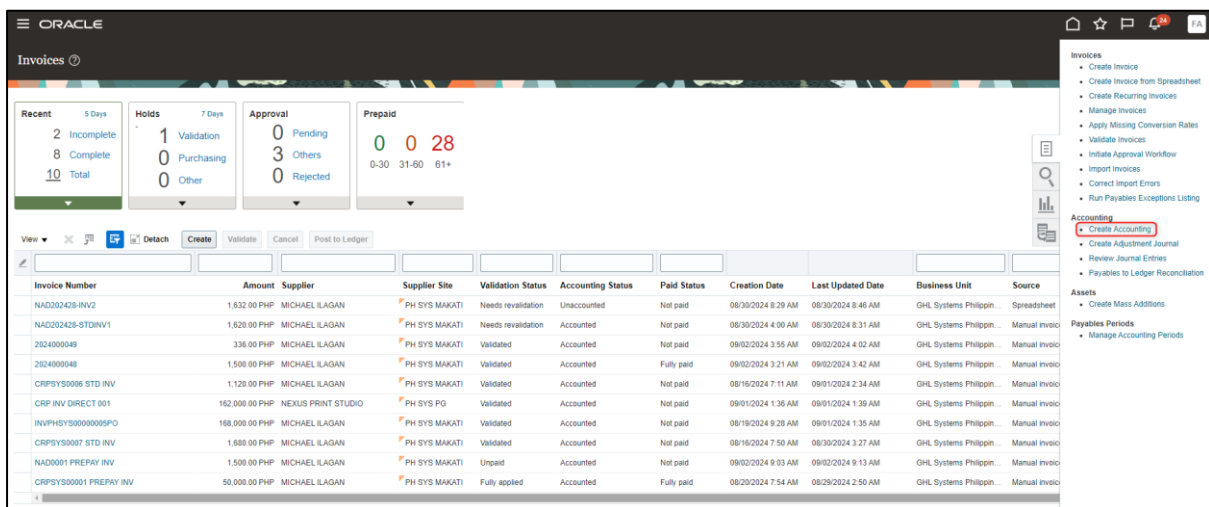 ORACLE
24
FA
Invoices
Recent 5 Days
2 Incomplete
8 Complete
10 Total
Holds 7 Days
1 Validation
0 Purchasing
0 Other
Approval
0 Pending
3 Others
0 Rejected
Prepaid
0 0 28
0-30 31-60 61+
View Detach Create Validate Cancel Post to Ledger
Invoice Number Amount Supplier Supplier Site Validation Status Accounting Status Paid Status Creation Date Last Updated Date Business Unit Source
NAD202428-INV2 1,632.00 PHP MICHAEL ILAGAN PH SYS MAKATI Needs revalidation Unaccounted Not paid 08/30/2024 8:29 AM 08/30/2024 8:46 AM GHL Systems Philippin... Spreadsheet
NAD202428-STDINV1 1,620.00 PHP MICHAEL ILAGAN PH SYS MAKATI Needs revalidation Accounted Not paid 08/30/2024 4:00 AM 08/30/2024 8:31 AM GHL Systems Philippin... Manual invoic
2024000049 336.00 PHP MICHAEL ILAGAN PH SYS MAKATI Validated Accounted Not paid 09/02/2024 3:55 AM 09/02/2024 4:02 AM GHL Systems Philippin... Manual invoic
2024000048 1,500.00 PHP MICHAEL ILAGAN PH SYS MAKATI Validated Accounted Fully paid 09/02/2024 3:21 AM 09/02/2024 3:42 AM GHL Systems Philippin... Manual invoic
CRPSYS0006 STD INV 1,120.00 PHP MICHAEL ILAGAN PH SYS MAKATI Validated Accounted Not paid 08/16/2024 7:11 AM 09/01/2024 2:34 AM GHL Systems Philippin... Manual invoic
CRP INV DIRECT 001 162,000.00 PHP NEXUS PRINT STUDIO PH SYS PG Validated Accounted Not paid 09/01/2024 1:36 AM 09/01/2024 1:39 AM GHL Systems Philippin... Manual invoic
INVPHSYS00000005PO 168,000.00 PHP MICHAEL ILAGAN PH SYS MAKATI Validated Accounted Not paid 08/19/2024 9:28 AM 09/01/2024 1:35 AM GHL Systems Philippin... Manual invoic
CRPSYS0007 STD INV 1,680.00 PHP MICHAEL ILAGAN PH SYS MAKATI Validated Accounted Not paid 08/16/2024 7:50 AM 08/30/2024 3:27 AM GHL Systems Philippin... Manual invoic
NAD0001 PREPAY INV 1,500.00 PHP MICHAEL ILAGAN PH SYS MAKATI Unpaid Accounted Not paid 09/02/2024 9:03 AM 09/02/2024 9:13 AM GHL Systems Philippin... Manual invoic
CRPSYS00001 PREPAY INV 50,000.00 PHP MICHAEL ILAGAN PH SYS MAKATI Fully applied Accounted Fully paid 08/20/2024 7:54 AM 08/29/2024 2:50 AM GHL Systems Philippin... Manual invoic
Invoices
Create Invoice
Create Invoice from Spreadsheet
Create Recurring Invoices
Manage Invoices
Apply Missing Conversion Rates
Validate Invoices
Initiate Approval Workflow
Import Invoices
Correct Import Errors
Run Payables Exceptions Listing
Accounting
Create Accounting
Create Adjustment Journal
Review Journal Entries
Payables to Ledger Reconciliation
Assets
Create Mass Additions
Payables Periods
Manage Accounting Periods